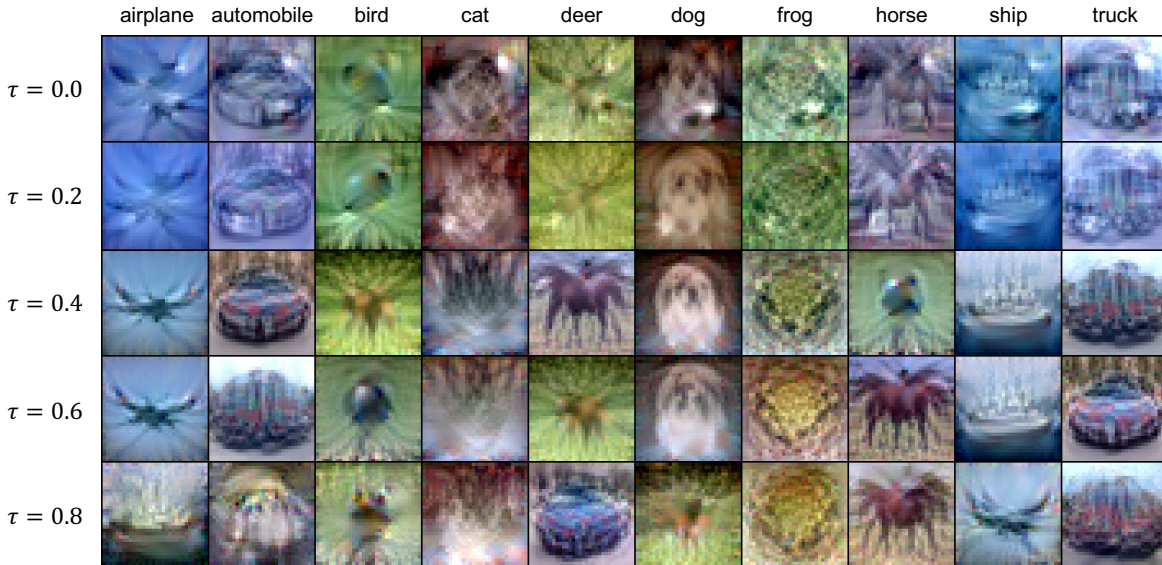 airplane automobile bird cat deer dog frog horse ship truck
τ = 0.0
τ = 0.2
τ = 0.4
τ = 0.6
τ = 0.8